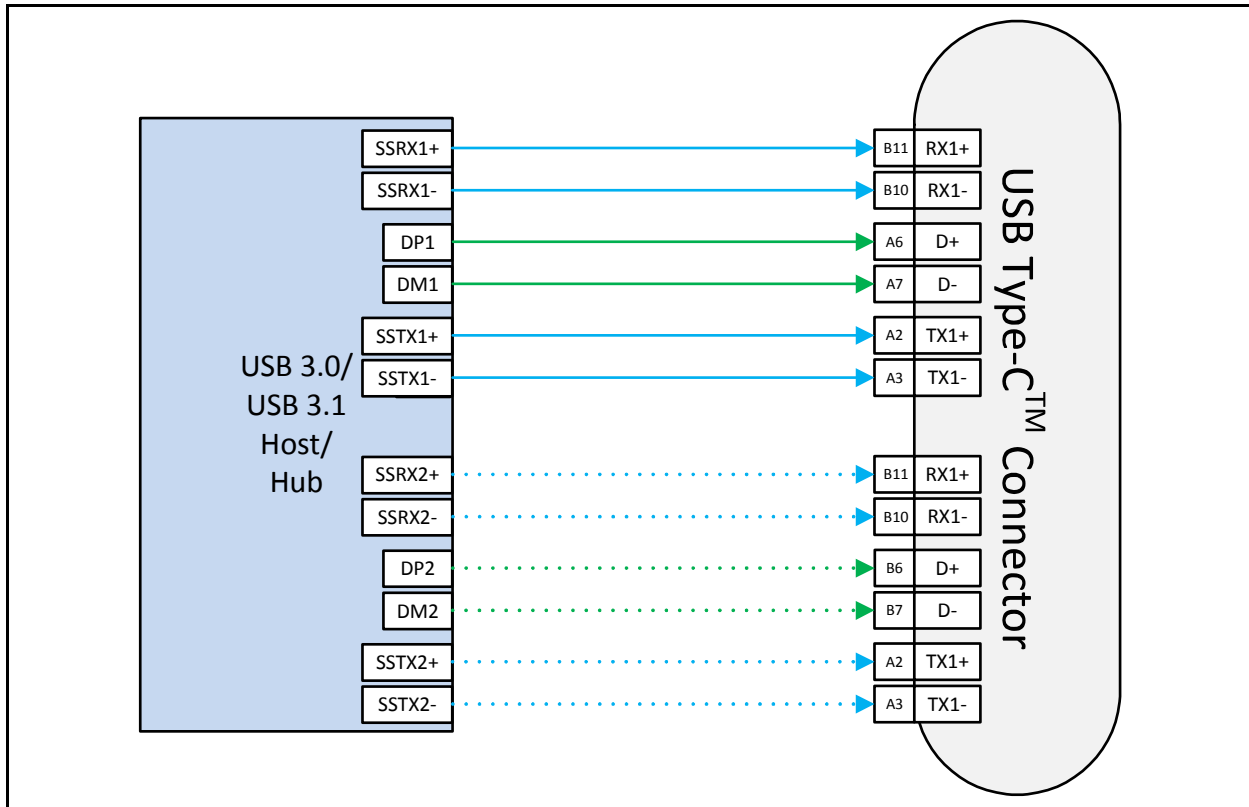 SSRX1+
SSRX1-
DP1
DM1
SSTX1+
SSTX1-
USB 3.0/
USB 3.1
Host/
Hub
SSRX2+
SSRX2-
DP2
DM2
SSTX2+
SSTX2-
B11 RX1+
B10 RX1-
A6 D+
A7 D-
A2 TX1+
A3 TX1-
B11 RX1+
B10 RX1-
B6 D+
B7 D-
A2 TX1+
A3 TX1-
USB Type-C™ Connector